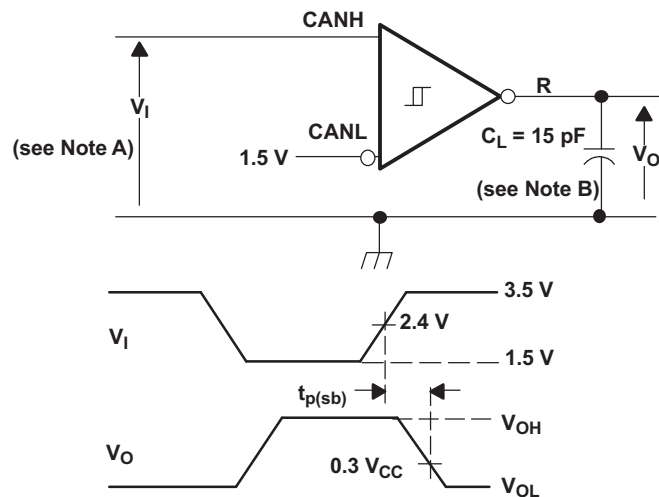 CANH
V_I
(see Note A)
CANL
1.5 V
R
C_L = 15 pF
(see Note B)
V_O
3.5 V
2.4 V
V_I
1.5 V
t_p(sb)
V_OH
V_O
0.3 V_CC
V_OL